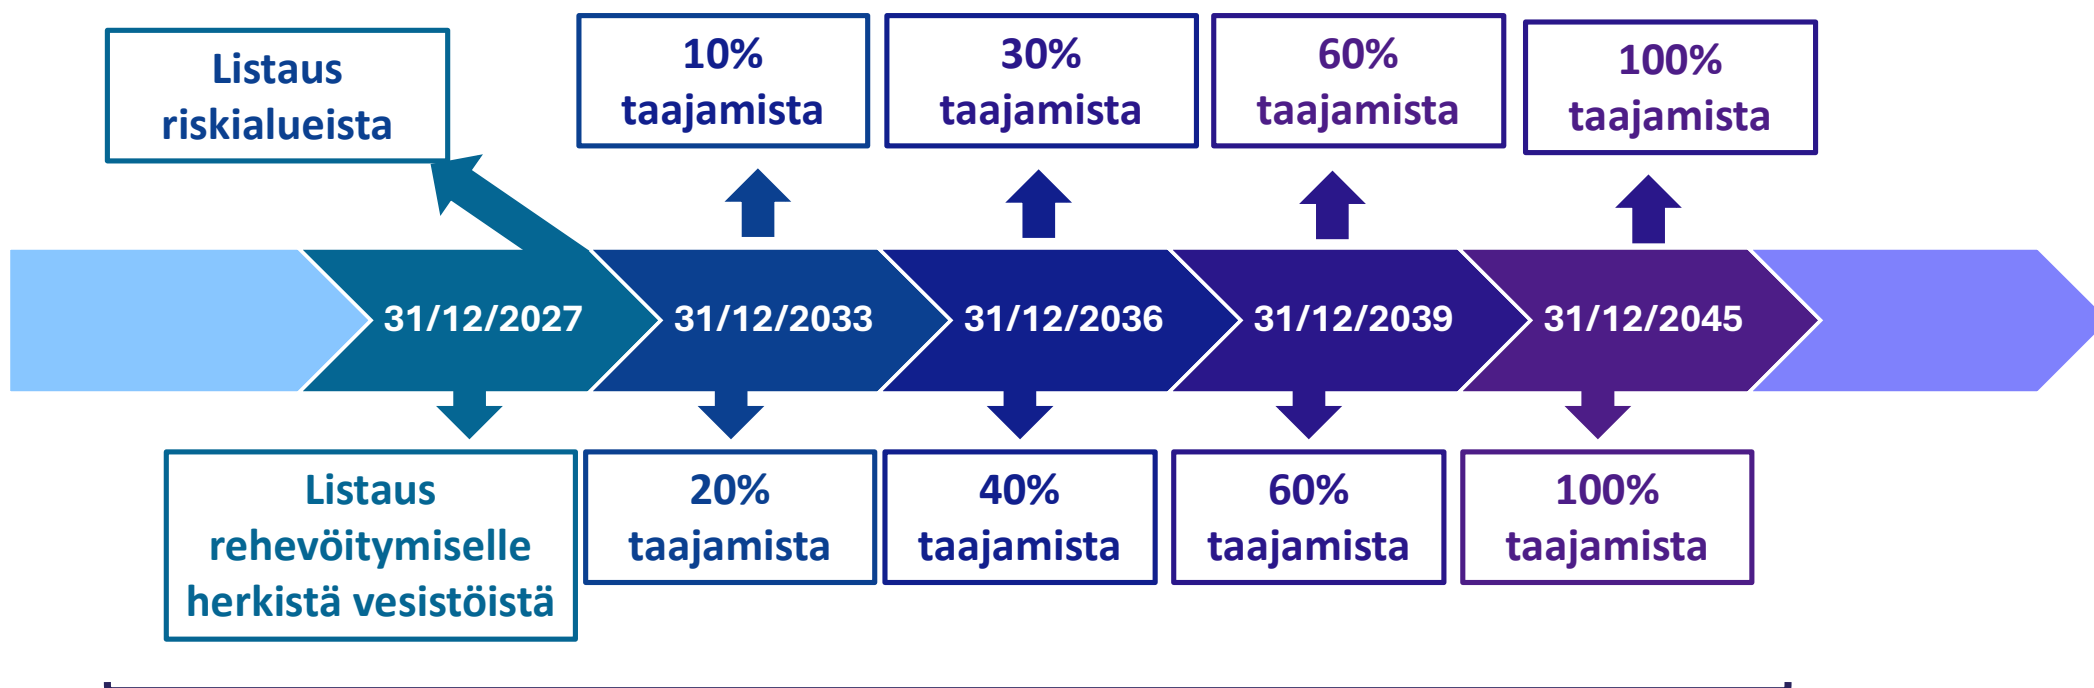 Listaus
riskialueista
10%
taajamista
30%
taajamista
60%
taajamista
100%
taajamista
31/12/2027
31/12/2033
31/12/2036
31/12/2039
31/12/2045
Listaus
rehevöitymiselle
herkistä vesistöistä
20%
taajamista
40%
taajamista
60%
taajamista
100%
taajamista